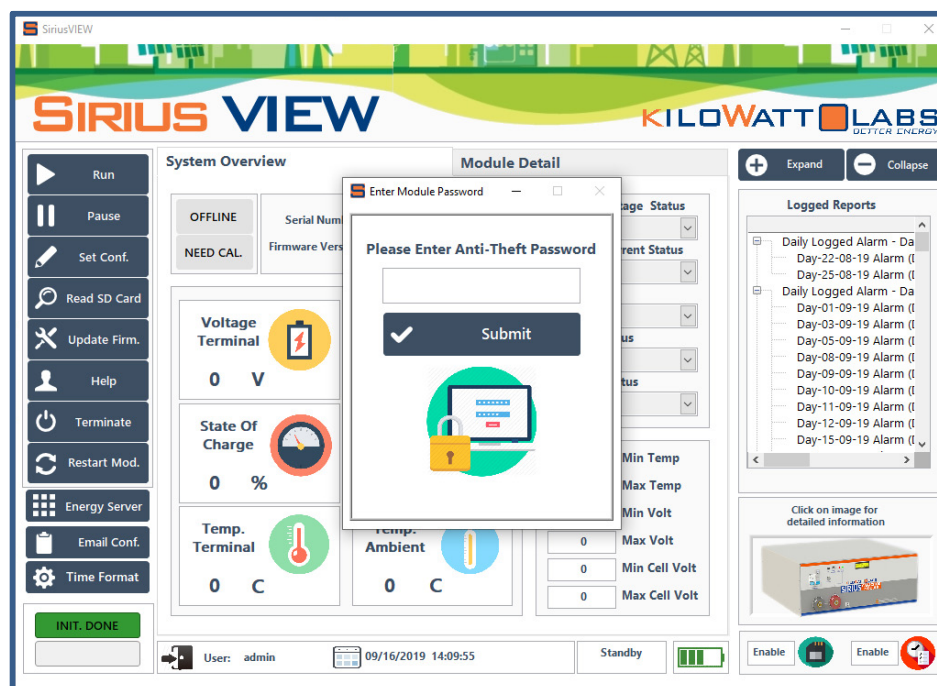 SiriusVIEW
SIRIUS VIEW
KILOWATT LABS
BETTER ENERGY
Run
Pause
Set Conf.
Read SD Card
Update Firm.
Help
Terminate
Restart Mod.
Energy Server
Email Conf.
Time Format
INIT. DONE
System Overview
Module Detail
OFFLINE
NEED CAL.
Serial Num
Firmware Vers
Voltage
Terminal
0 V
State Of
Charge
0 %
Temp.
Terminal
0 C
Temp.
Ambient
0 C
Enter Module Password
Please Enter Anti-Theft Password
Submit
age Status
rent Status
us
tus
Min Temp
Max Temp
Min Volt
0 Max Volt
0 Min Cell Volt
0 Max Cell Volt
Expand
Collapse
Logged Reports
Daily Logged Alarm - Da
Day-22-08-19 Alarm (
Day-25-08-19 Alarm (
Daily Logged Alarm - Da
Day-01-09-19 Alarm (
Day-03-09-19 Alarm (
Day-05-09-19 Alarm (
Day-08-09-19 Alarm (
Day-09-09-19 Alarm (
Day-10-09-19 Alarm (
Day-11-09-19 Alarm (
Day-12-09-19 Alarm (
Day-15-09-19 Alarm (
Click on image for
detailed information
SIRIUS
User: admin
09/16/2019 14:09:55
Standby
Enable
Enable